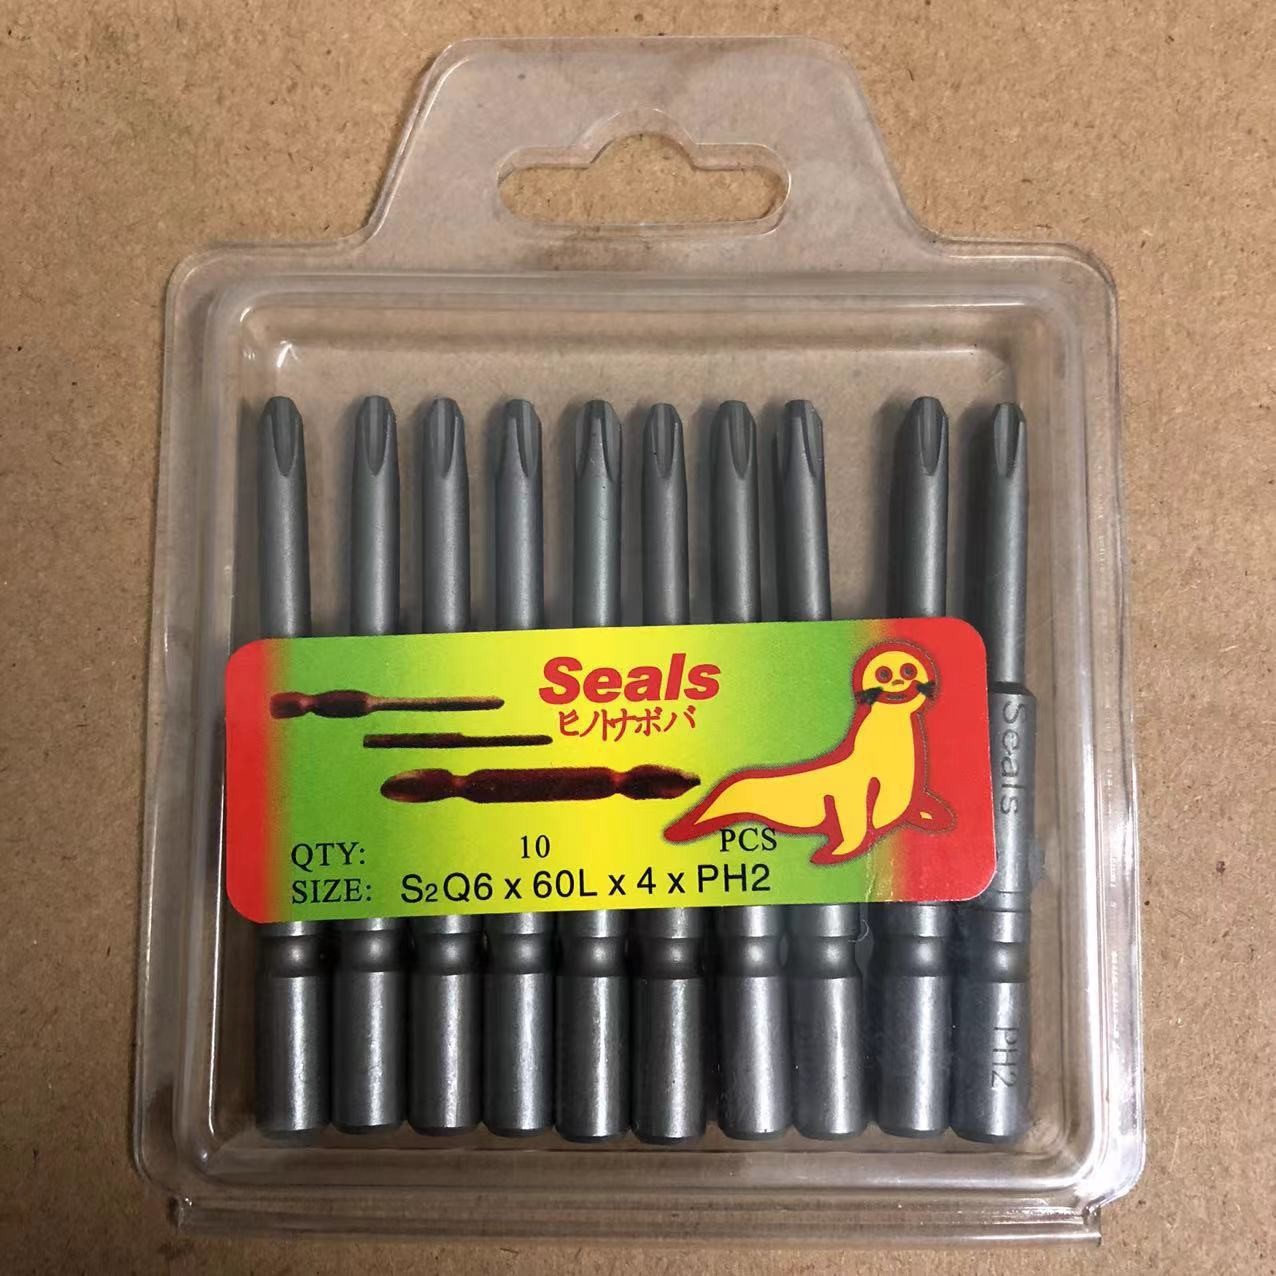 Seals
ヒノトナボバ
QTY: 10 PCS
SIZE: S2Q6 x 60L x 4 x PH2
Seals
PH2